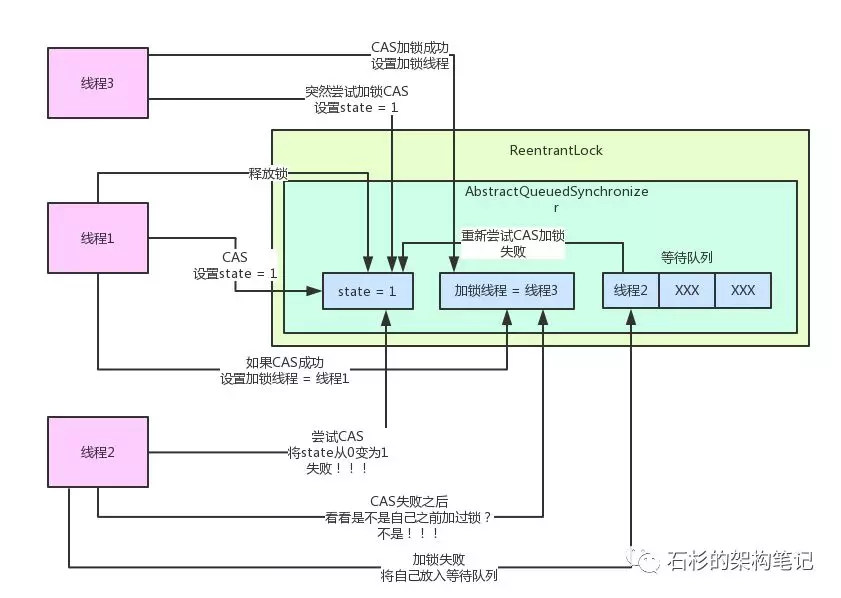 CAS加锁成功
设置加锁线程
线程3
突然尝试加锁CAS
设置state = 1
ReentrantLock
释放锁
AbstractQueuedSynchronize
r
线程1
重新尝试CAS加锁
失败
CAS
设置state = 1
等待队列
state = 1
加锁线程 = 线程3
线程2
XXX
XXX
如果CAS成功
设置加锁线程 = 线程1
线程2
尝试CAS
将state从0变为1
失败！！！
CAS失败之后
看看是不是自己之前加过锁？
不是！！！
加锁失败
将自己放入等待队列
石杉的架构笔记